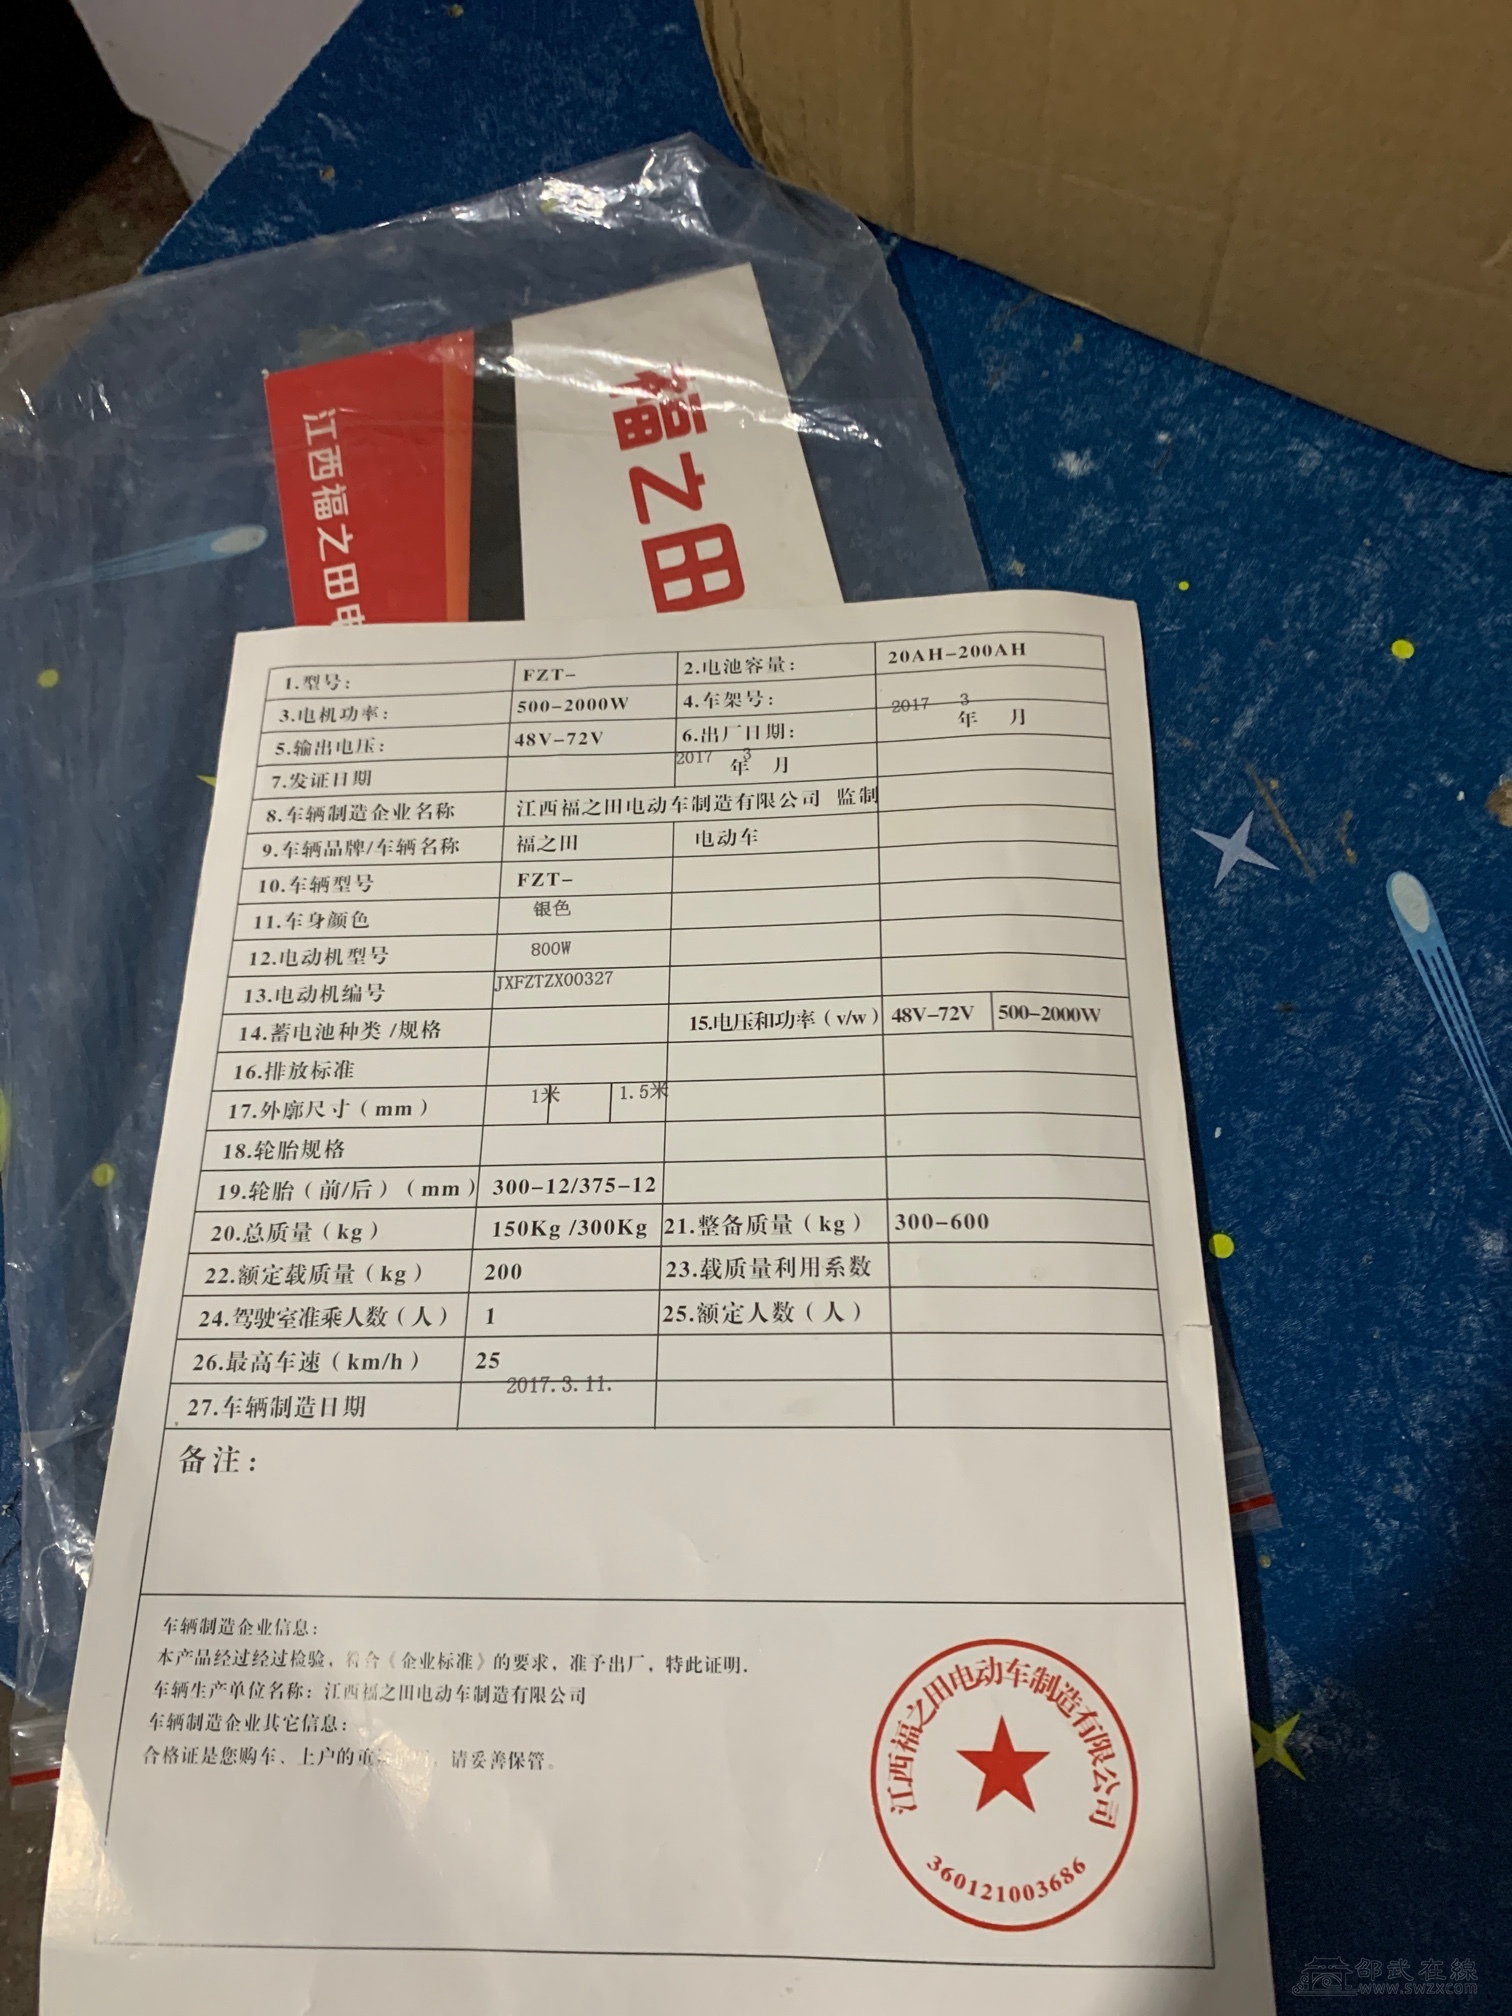 福之田
江西福之田电
1.型号: FZT- 2.电池容量: 20AH-200AH
3.电机功率: 500-2000W 4.车架号:
5.输出电压: 48V-72V 6.出厂日期: 2017 年 3 月
7.发证日期 2017 年 3 月
8.车辆制造企业名称 江西福之田电动车制造有限公司 监制
9.车辆品牌/车辆名称 福之田 电动车
10.车辆型号 FZT-
11.车身颜色 银色
12.电动机型号 800W
13.电动机编号 JXFZTZX00327
14.蓄电池种类/规格 15.电压和功率(v/w) 48V-72V 500-2000W
16.排放标准
17.外廓尺寸(mm) 1米 1.5米
18.轮胎规格
19.轮胎(前/后)(mm) 300-12/375-12
20.总质量(kg) 150Kg/300Kg 21.整备质量(kg) 300-600
22.额定载质量(kg) 200 23.载质量利用系数
24.驾驶室准乘人数(人) 1 25.额定人数(人)
26.最高车速(km/h) 25
27.车辆制造日期 2017.3.11.
备注:
车辆制造企业信息:
本产品经过经过检验,符合《企业标准》的要求,准予出厂,特此证明.
车辆生产单位名称:江西福之田电动车制造有限公司
车辆制造企业其它信息:
合格证是您购车、上户的重 ,请妥善保管。
江西福之田电动车制造有限公司
360121003686
邵武在線
www.swzx.com